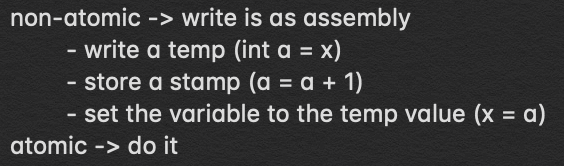 non-atomic -> write is as assembly
- write a temp (int a = x)
- store a stamp (a = a + 1)
- set the variable to the temp value (x = a)
atomic -> do it